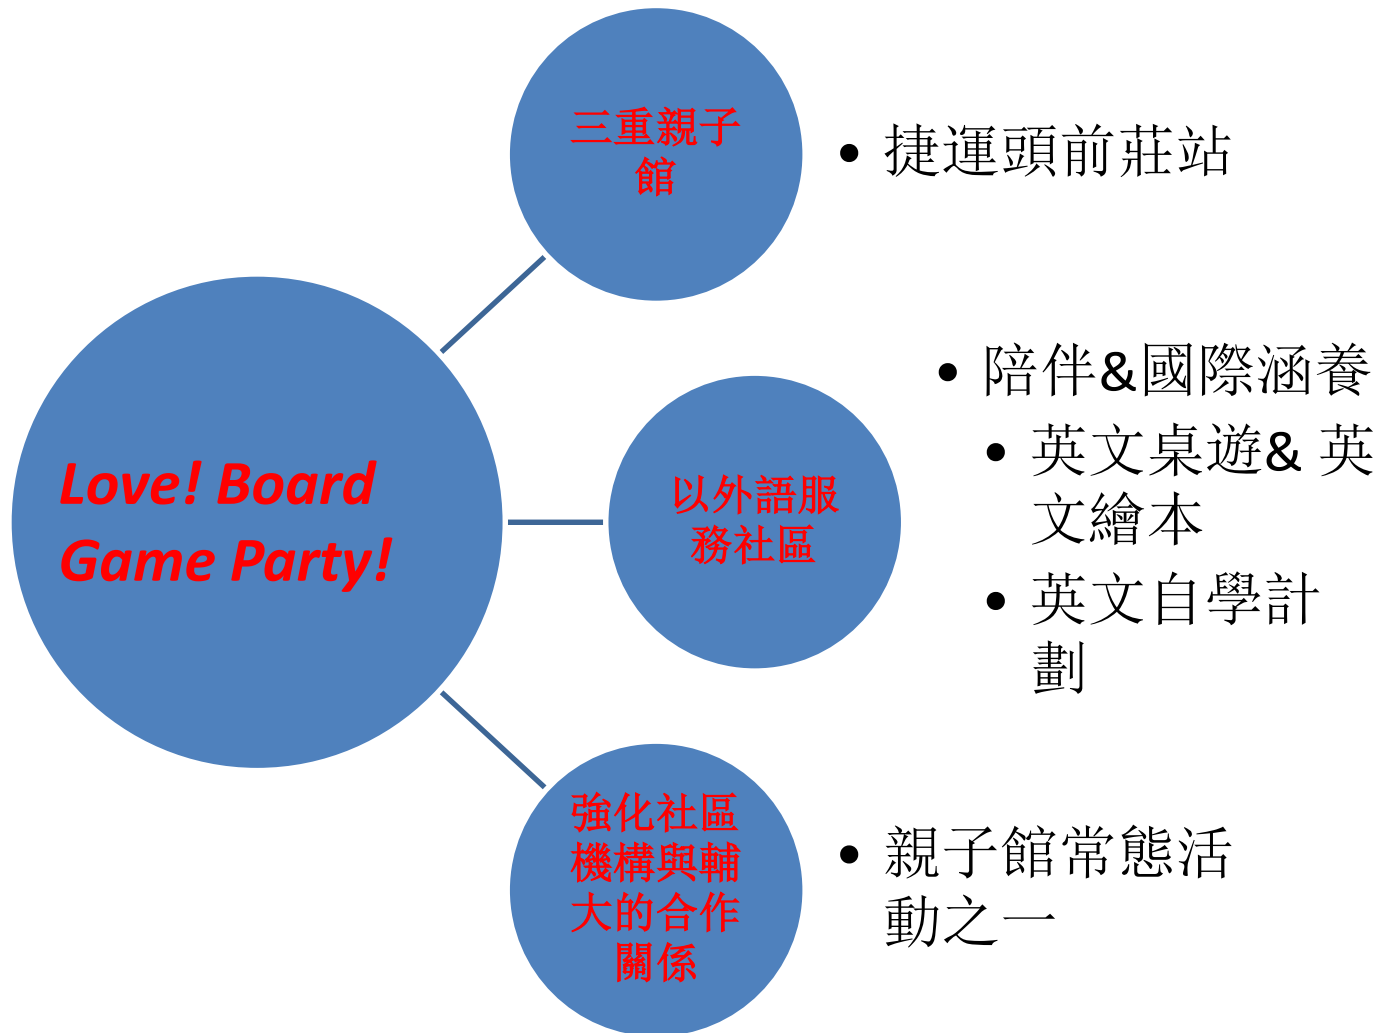 Love! Board
Game Party!
三重親子
館
• 捷運頭前莊站
以外語服
務社區
• 陪伴&國際涵養
• 英文桌遊& 英
文繪本
• 英文自學計
劃
強化社區
機構與輔
大的合作
關係
• 親子館常態活
動之一